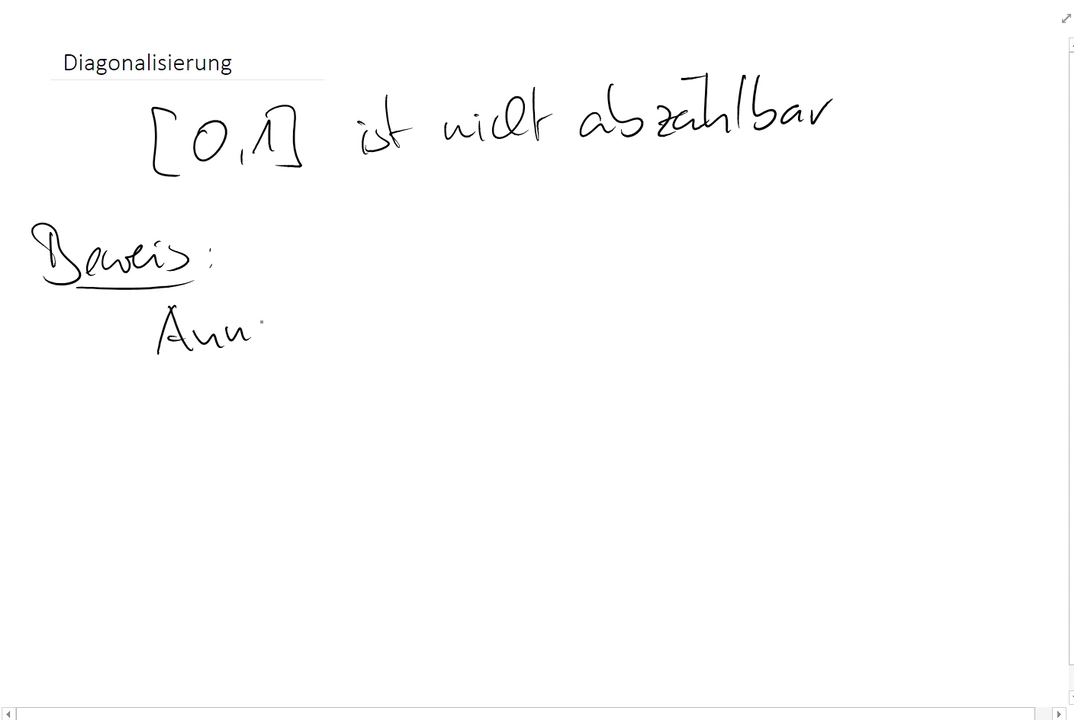 Diagonalisierung
[0,1] ist nicht abzählbar
Beweis:
Ann.